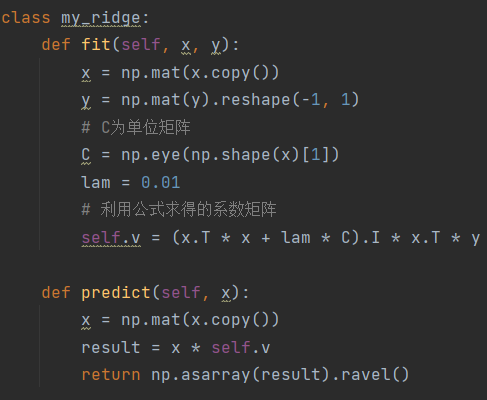 class my_ridge:
    def fit(self, x, y):
        x = np.mat(x.copy())
        y = np.mat(y).reshape(-1, 1)
        # C为单位矩阵
        C = np.eye(np.shape(x)[1])
        lam = 0.01
        # 利用公式求得的系数矩阵
        self.v = (x.T * x + lam * C).I * x.T * y
    def predict(self, x):
        x = np.mat(x.copy())
        result = x * self.v
        return np.asarray(result).ravel()